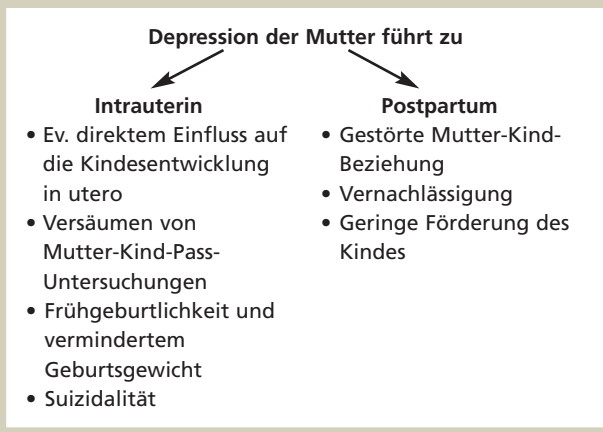 Depression der Mutter führt zu
Intrauterin
• Ev. direktem Einfluss auf
die Kindesentwicklung
in utero
• Versäumen von
Mutter-Kind-Pass-
Untersuchungen
• Frühgeburtlichkeit und
vermindertem
Geburtsgewicht
• Suizidalität
Postpartum
• Gestörte Mutter-Kind-
Beziehung
• Vernachlässigung
• Geringe Förderung des
Kindes